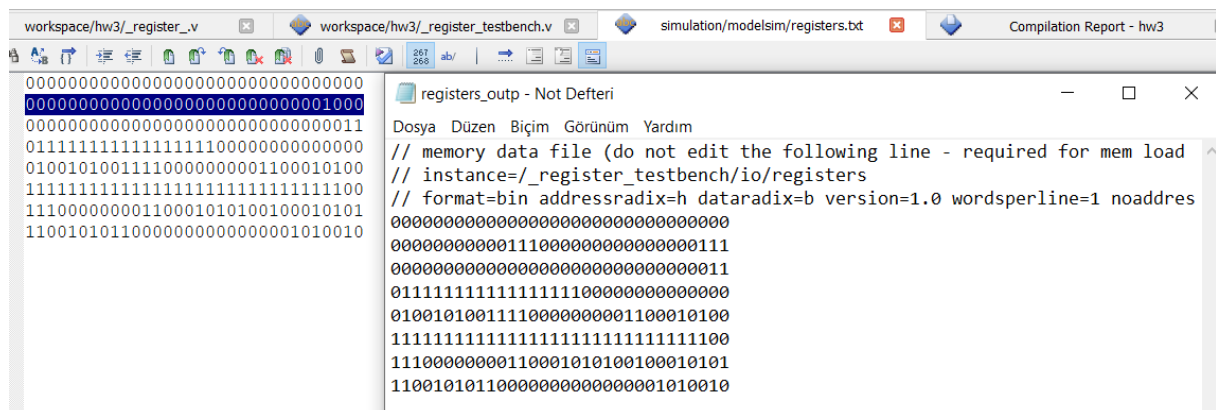 workspace/hw3/_register_.v
workspace/hw3/_register_testbench.v
simulation/modelsim/registers.txt
Compilation Report - hw3
267
268
ab/
00000000000000000000000000000000
00000000000000000000000000001000
00000000000000000000000000000011
01111111111111111100000000000000
01001010011110000000001100010100
11111111111111111111111111111100
11100000000110001010100100010101
11001010110000000000000001010010
registers_outp - Not Defteri
Dosya Düzen Biçim Görünüm Yardım
// memory data file (do not edit the following line - required for mem load
// instance=/_register_testbench/io/registers
// format=bin addressradix=h dataradix=b version=1.0 wordsperline=1 noaddres
00000000000000000000000000000000
00000000000111000000000000000111
00000000000000000000000000000011
01111111111111111100000000000000
01001010011110000000001100010100
11111111111111111111111111111100
11100000000110001010100100010101
11001010110000000000000001010010